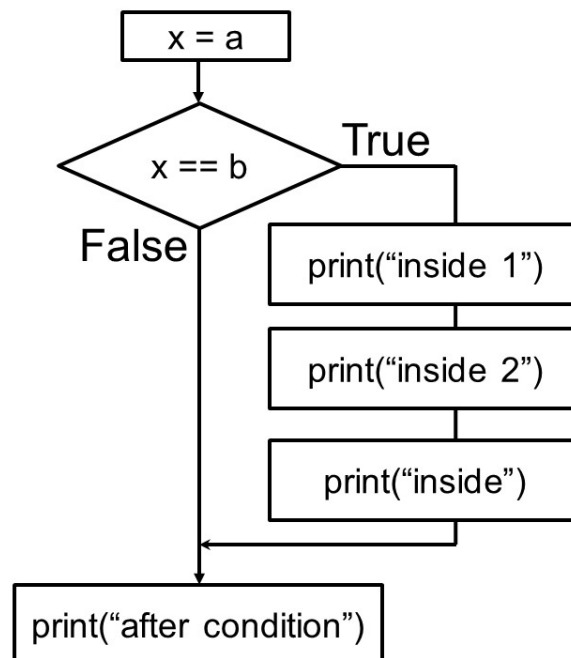 x = a
x == b
True
False
print(“inside 1”)
print(“inside 2”)
print(“inside”)
print(“after condition”)